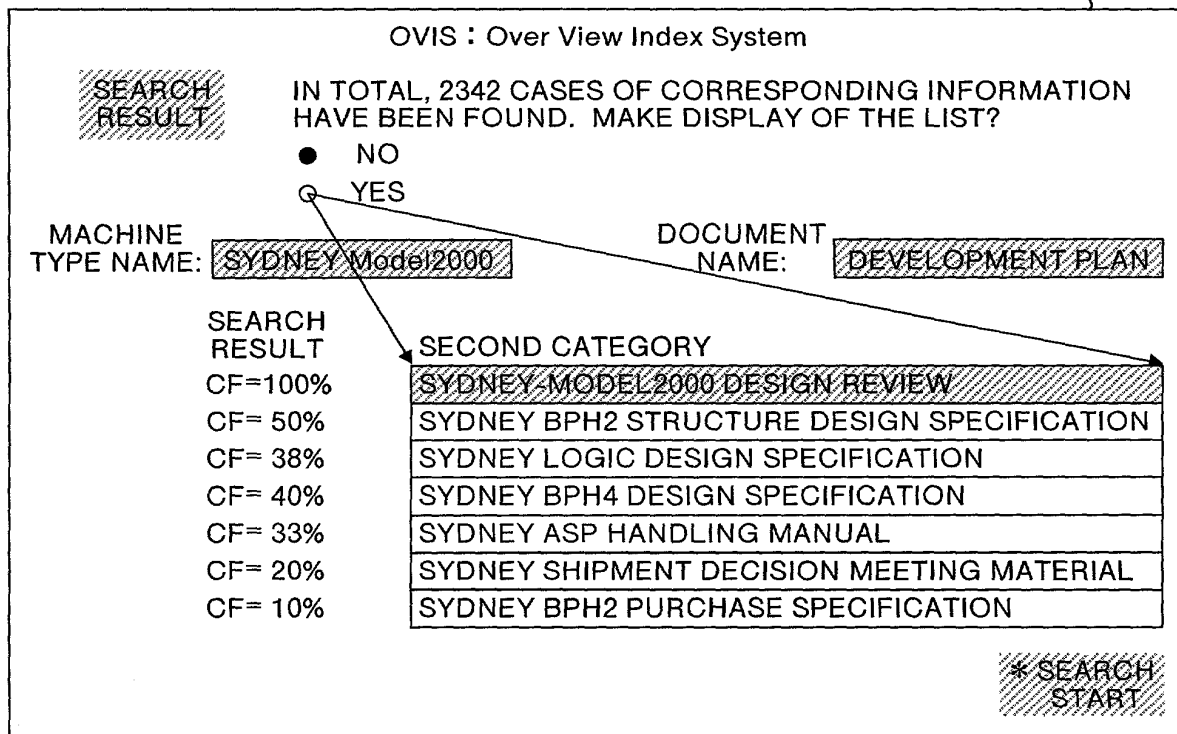 OVIS : Over View Index System
SEARCH
RESULT
IN TOTAL, 2342 CASES OF CORRESPONDING INFORMATION
HAVE BEEN FOUND. MAKE DISPLAY OF THE LIST?
NO
YES
MACHINE
TYPE NAME: SYDNEY Model2000
DOCUMENT
NAME: DEVELOPMENT PLAN
SEARCH
RESULT SECOND CATEGORY
CF=100% SYDNEY-MODEL2000 DESIGN REVIEW
CF= 50% SYDNEY BPH2 STRUCTURE DESIGN SPECIFICATION
CF= 38% SYDNEY LOGIC DESIGN SPECIFICATION
CF= 40% SYDNEY BPH4 DESIGN SPECIFICATION
CF= 33% SYDNEY ASP HANDLING MANUAL
CF= 20% SYDNEY SHIPMENT DECISION MEETING MATERIAL
CF= 10% SYDNEY BPH2 PURCHASE SPECIFICATION
* SEARCH
START